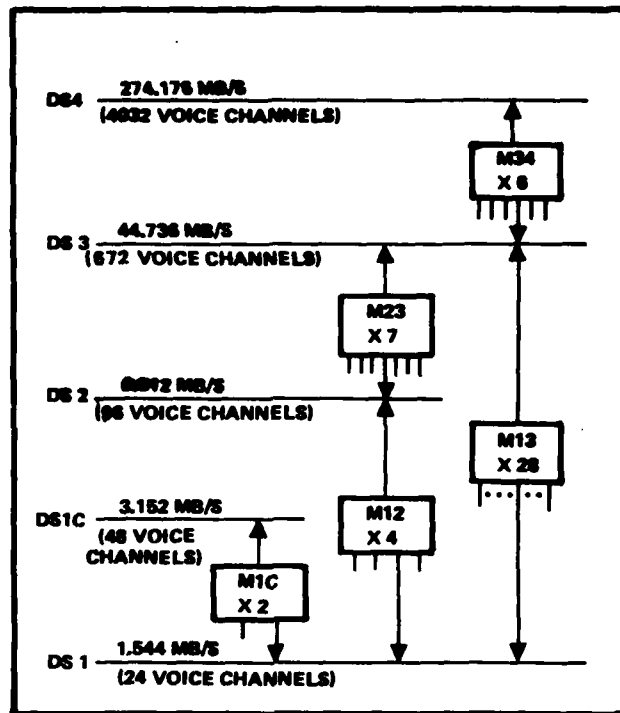 274.176 MB/S
DS4
(4032 VOICE CHANNELS)
M34
X 6
44.736 MB/S
DS 3
(672 VOICE CHANNELS)
M23
X 7
MB/S
DS 2
(96 VOICE CHANNELS)
M13
X 28
3.152 MB/S
DS1C
(48 VOICE
CHANNELS)
M12
X 4
M1C
X 2
1.544 MB/S
DS 1
(24 VOICE CHANNELS)